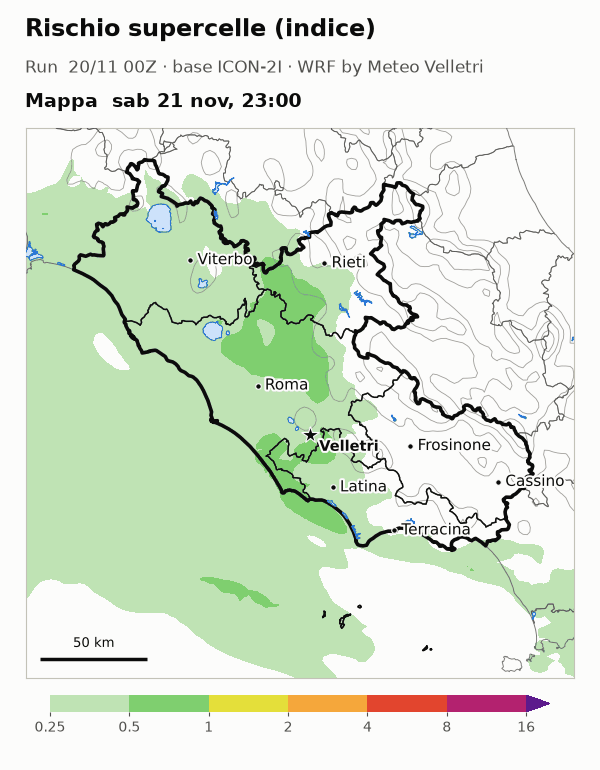 Rischio supercelle (indice)
Run  20/11 00Z · base ICON-2I · WRF by Meteo Velletri
Mappa  sab 21 nov, 23:00
Viterbo
Rieti
Roma
Velletri
Frosinone
Latina
Cassino
Terracina
50 km
0.25 0.5 1 2 4 8 16